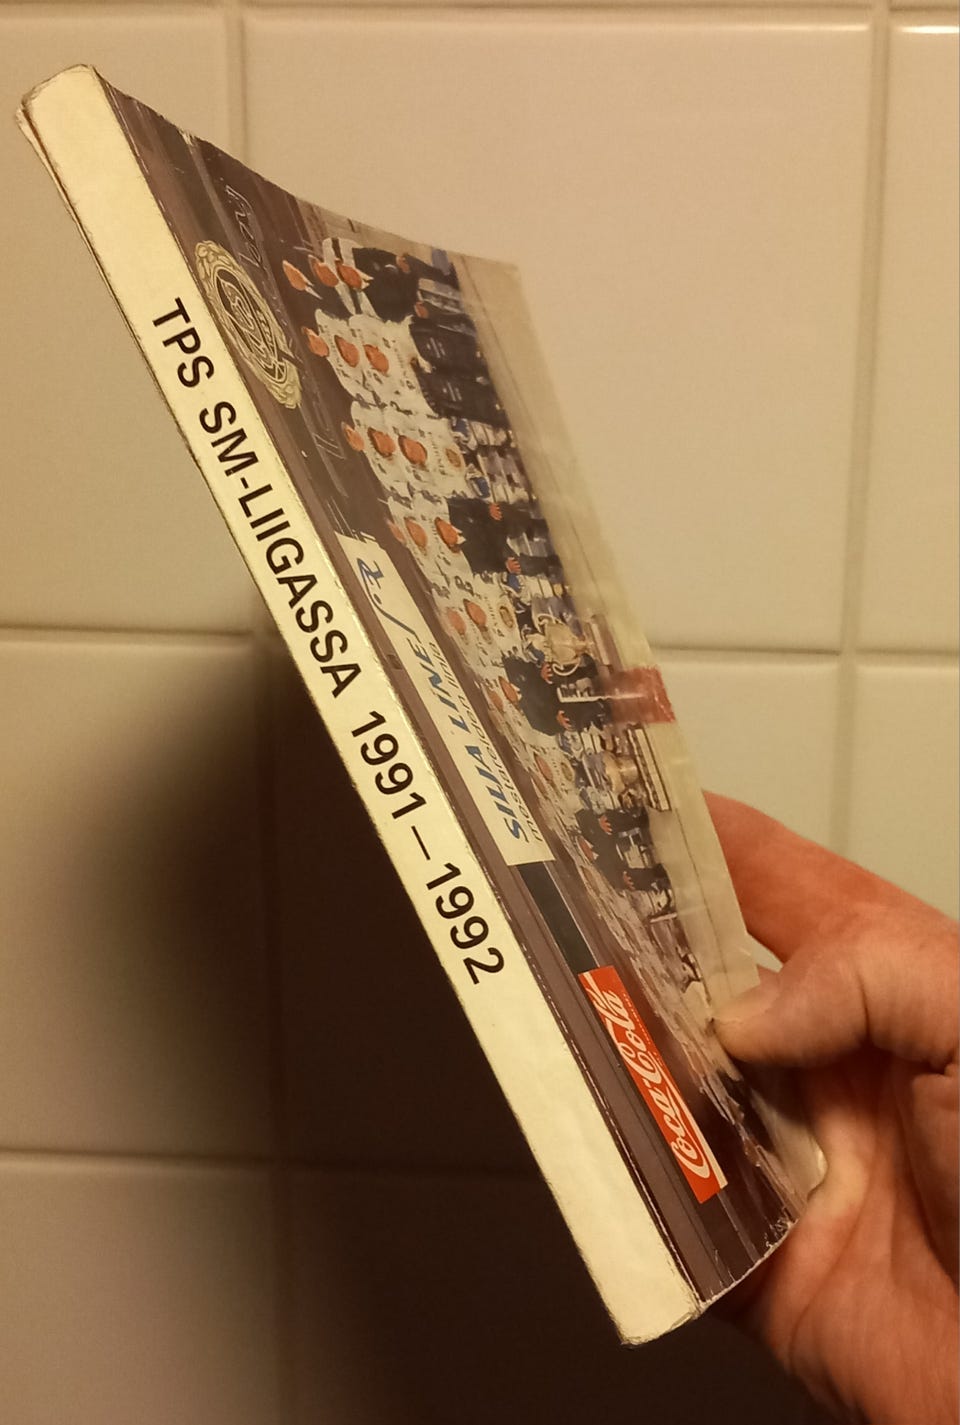 TPS SM-LIIGASSA 1991—1992
SILJA LINE
Coca-Cola